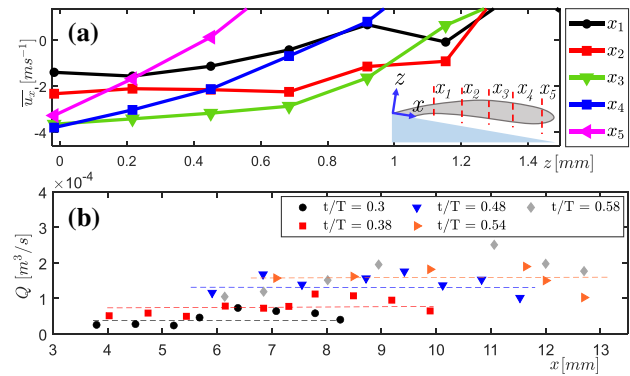 (a)
x₁
x₂
x₃
x₄
x₅
0
-2
-4
u̅ₓ [ms⁻¹]
z
x
x₁ x₂ x₃ x₄ x₅
0 0.2 0.4 0.6 0.8 1 1.2 1.4
z [mm]
×10⁻⁴
(b)
t/T = 0.3 t/T = 0.48 t/T = 0.58
t/T = 0.38 t/T = 0.54
4
3
2
1
0
Q [m³/s]
3 4 5 6 7 8 9 10 11 12 13
x [mm]